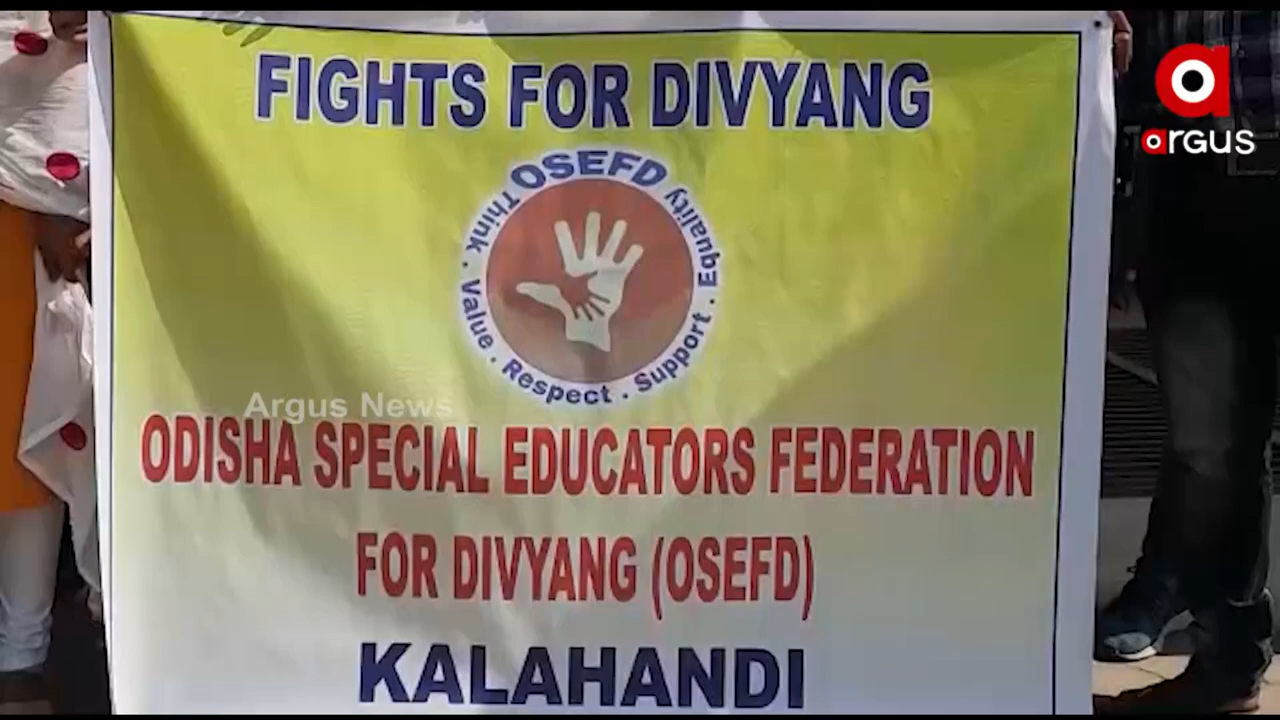 FIGHTS FOR DIVYANG
OSEFD
Think . Value . Respect . Support . Equality
ODISHA SPECIAL EDUCATORS FEDERATION
FOR DIVYANG (OSEFD)
KALAHANDI
Argus News
a
argus